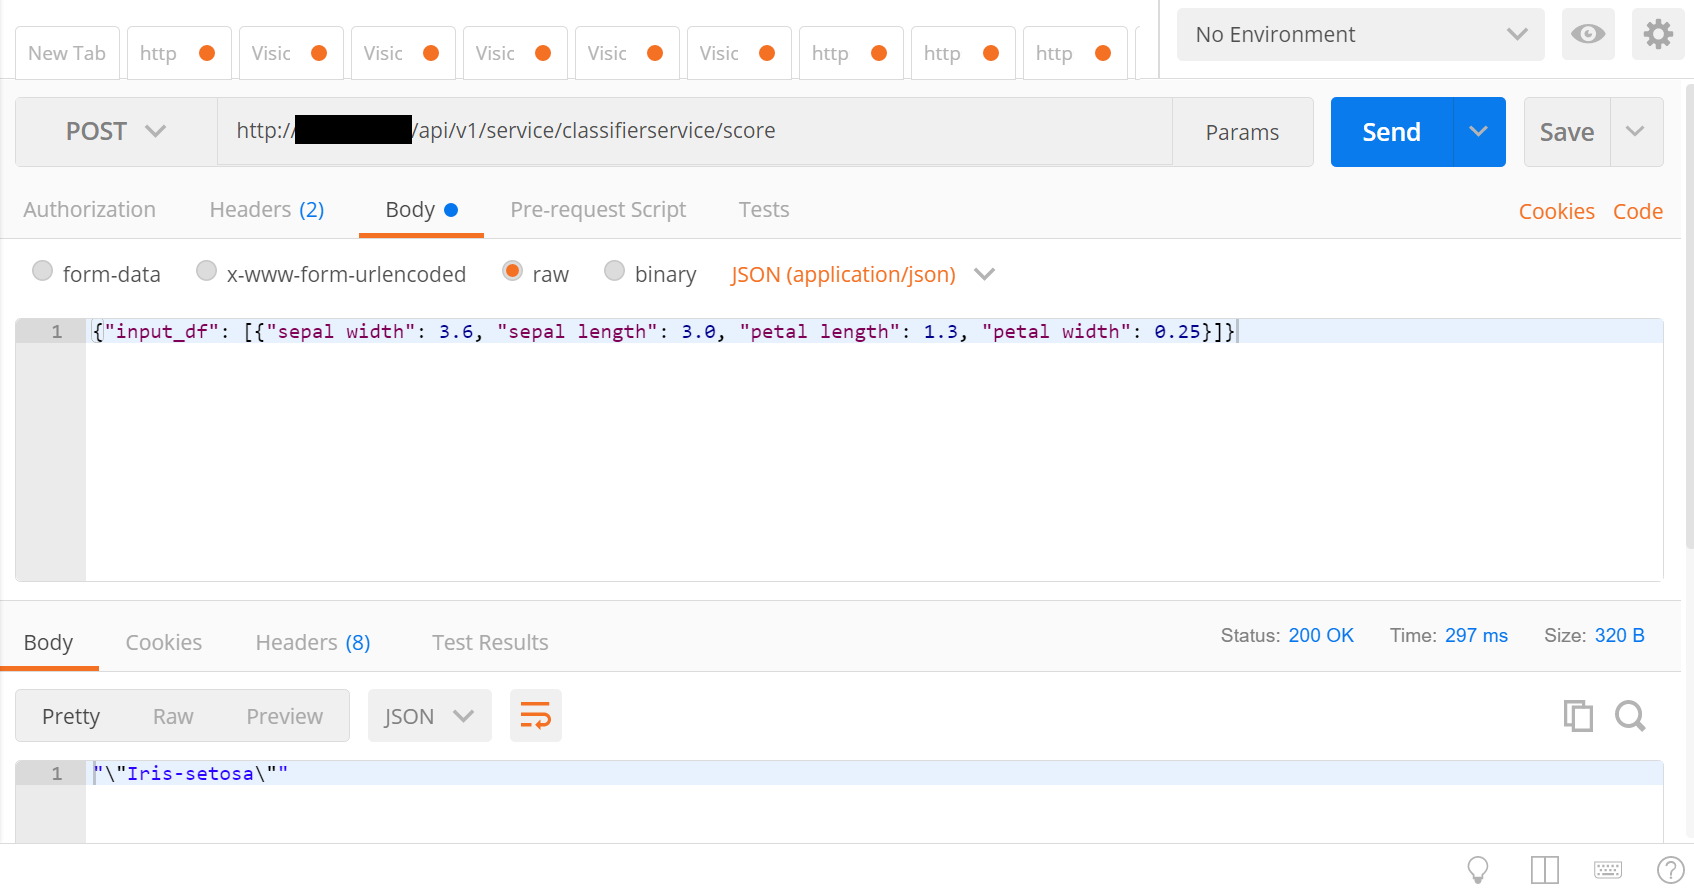 New Tab http Visic Visic Visic Visic Visic http http http No Environment
POST http:// /api/v1/service/classifierservice/score Params Send Save
Authorization Headers (2) Body Pre-request Script Tests Cookies Code
form-data x-www-form-urlencoded raw binary JSON (application/json)
1 {"input_df": [{"sepal width": 3.6, "sepal length": 3.0, "petal length": 1.3, "petal width": 0.25}]}
Body Cookies Headers (8) Test Results Status: 200 OK Time: 297 ms Size: 320 B
Pretty Raw Preview JSON
1 "\"Iris-setosa\""